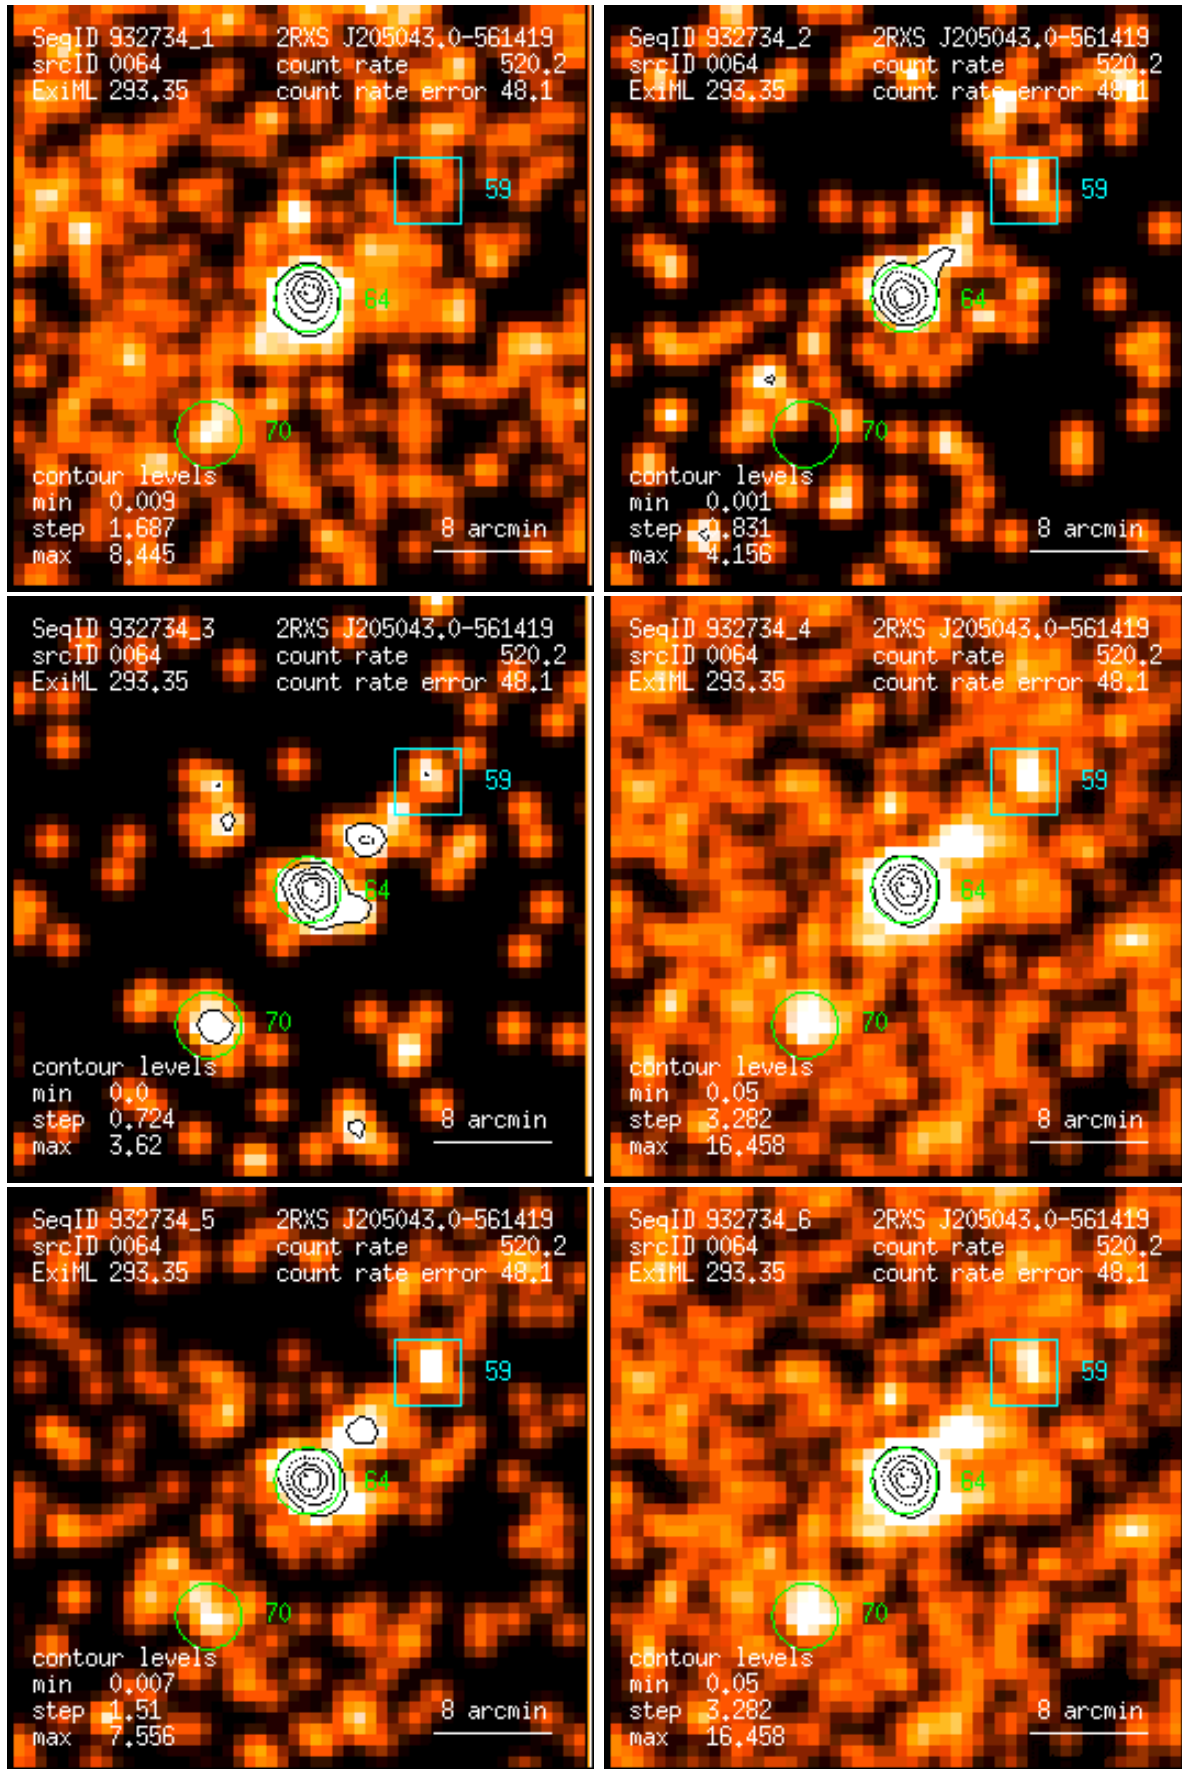 SeqID 932734_1 2RXS J205043.0-561419
srcID 0064 count rate 520.2
ExiML 293.35 count rate error 48.1
59
64
70
contour levels
min 0.009
step 1.687 8 arcmin
max 8.445
SeqID 932734_2 2RXS J205043.0-561419
srcID 0064 count rate 520.2
ExiML 293.35 count rate error 48.1
59
64
70
contour levels
min 0.001
step 0.831 8 arcmin
max 4.156
SeqID 932734_3 2RXS J205043.0-561419
srcID 0064 count rate 520.2
ExiML 293.35 count rate error 48.1
59
64
70
contour levels
min 0.0
step 0.724 8 arcmin
max 3.62
SeqID 932734_4 2RXS J205043.0-561419
srcID 0064 count rate 520.2
ExiML 293.35 count rate error 48.1
59
64
70
contour levels
min 0.05
step 3.282 8 arcmin
max 16.458
SeqID 932734_5 2RXS J205043.0-561419
srcID 0064 count rate 520.2
ExiML 293.35 count rate error 48.1
59
64
70
contour levels
min 0.007
step 1.51 8 arcmin
max 7.556
SeqID 932734_6 2RXS J205043.0-561419
srcID 0064 count rate 520.2
ExiML 293.35 count rate error 48.1
59
64
70
contour levels
min 0.05
step 3.282 8 arcmin
max 16.458